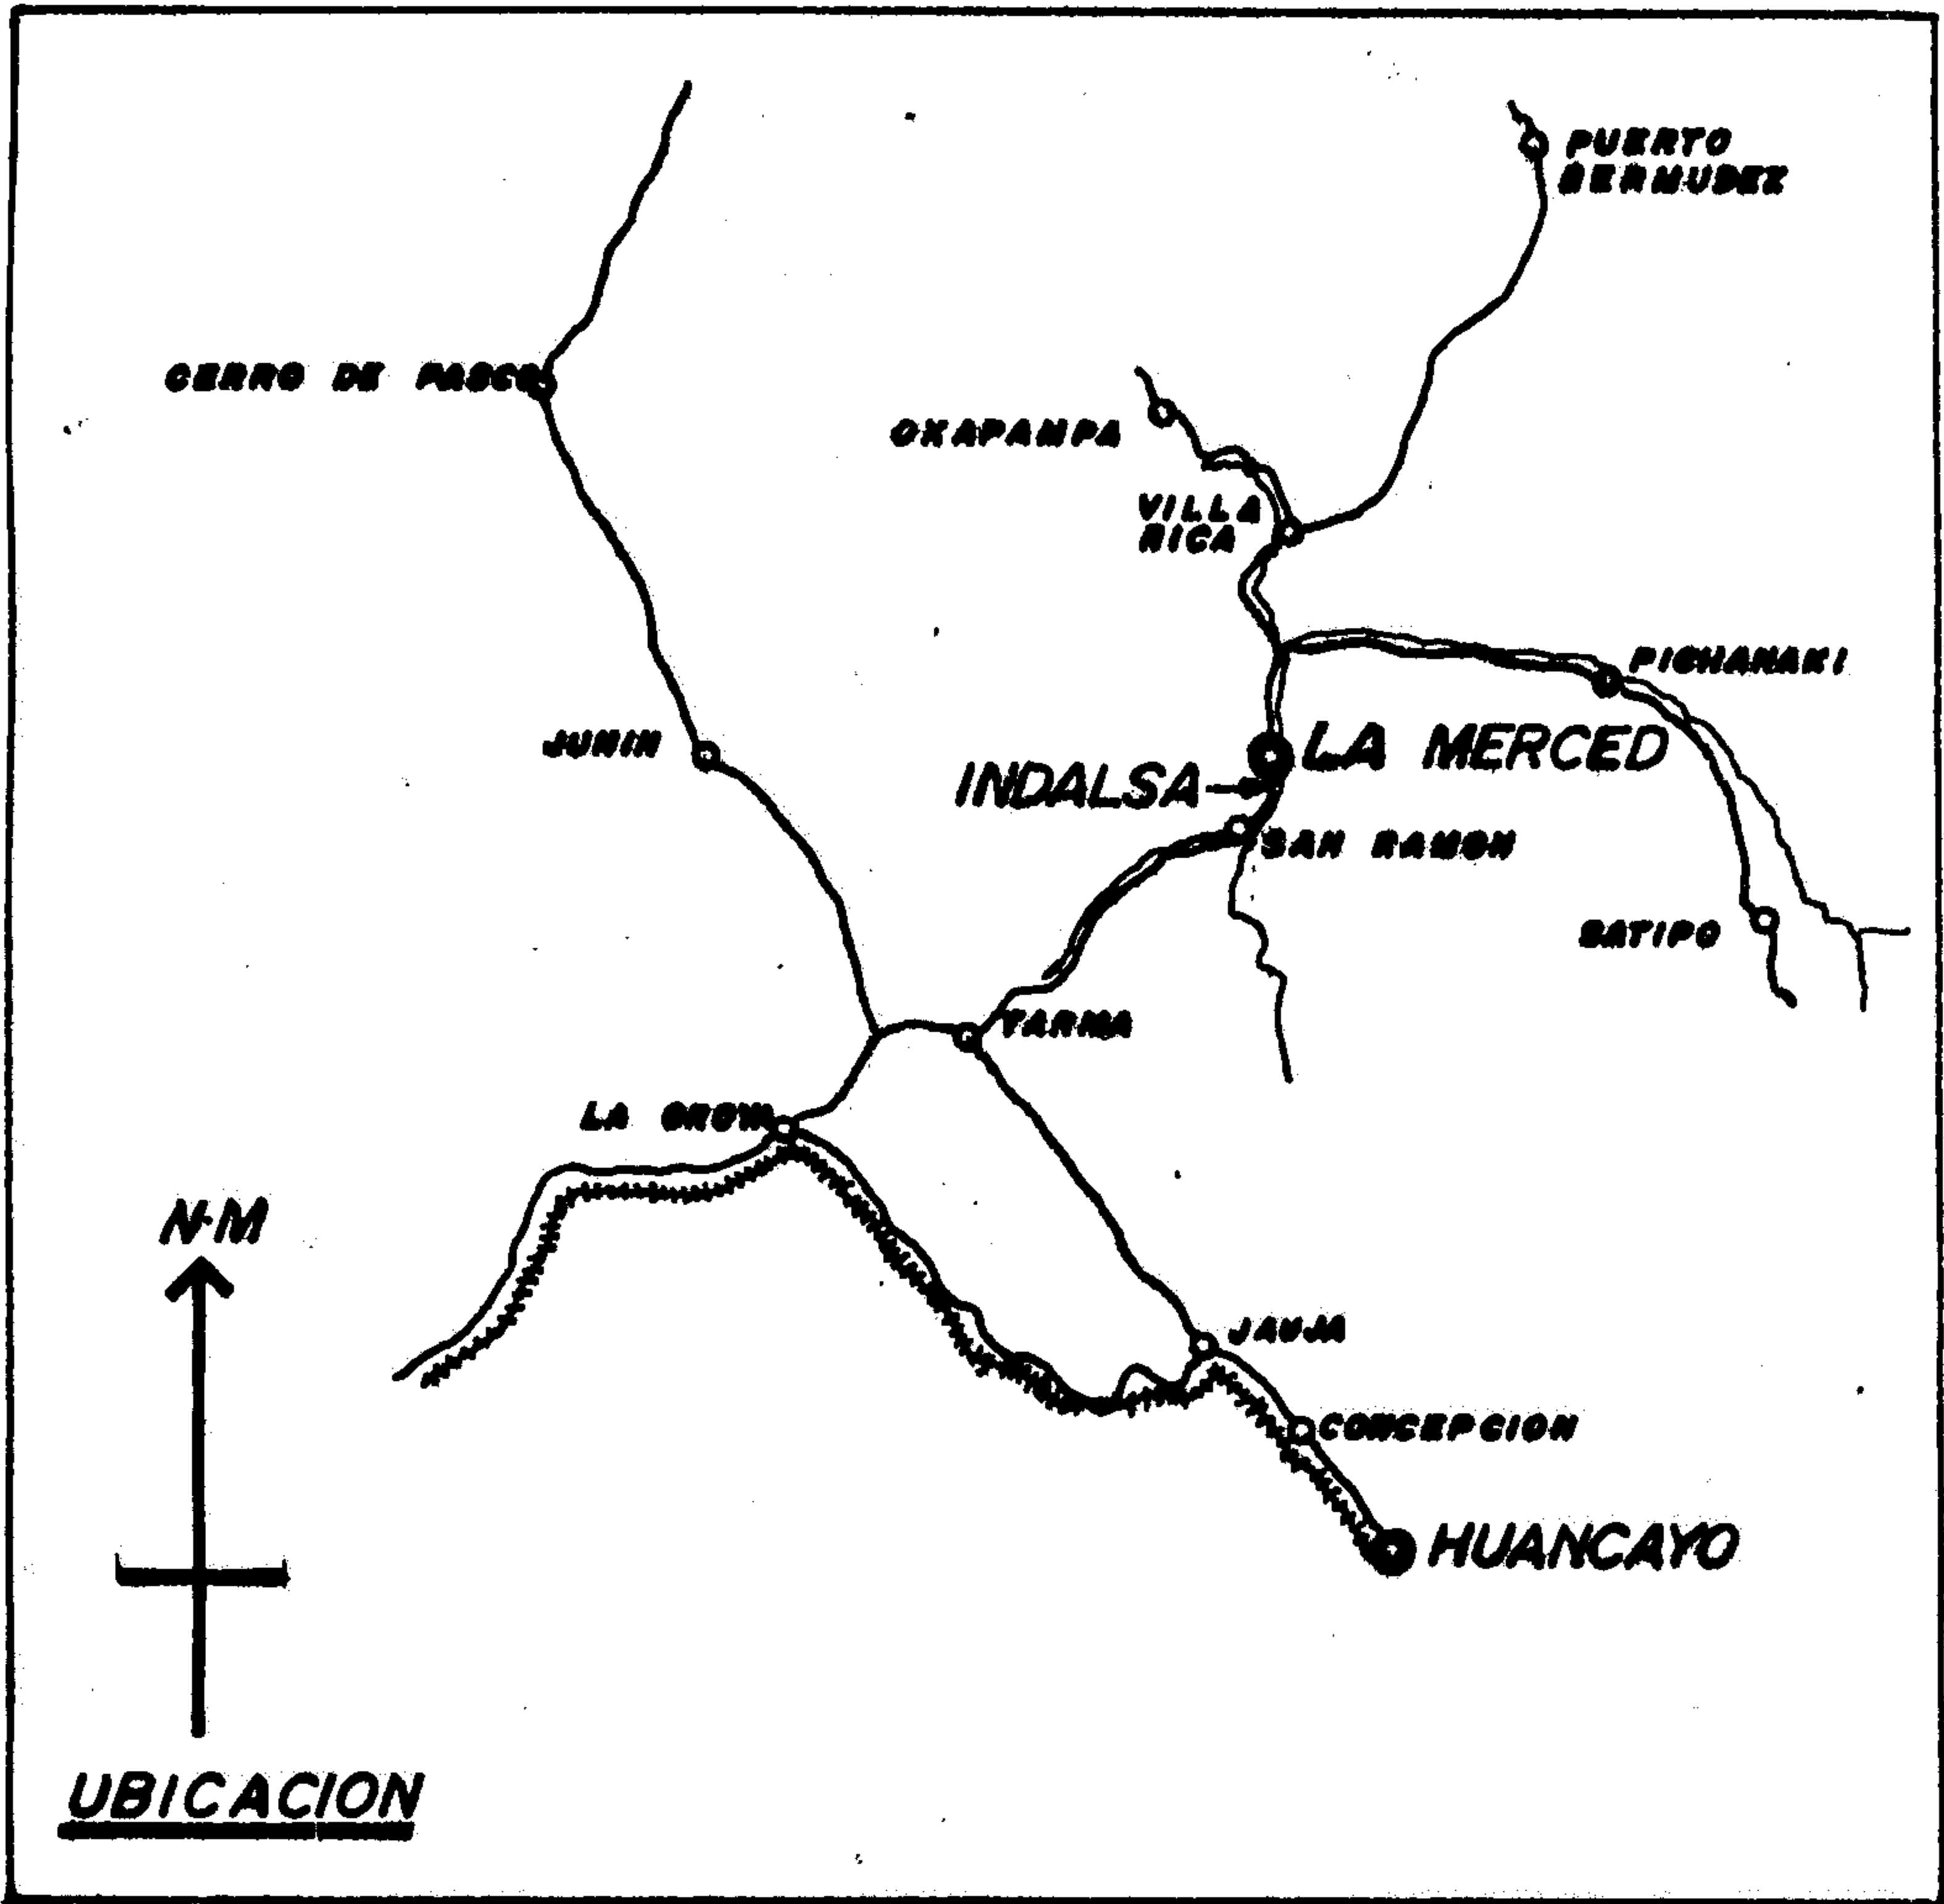 PUERTO
BERMUDEZ
CERRO DE PASCO
OXAPAMPA
VILLA
RICA
PICHANAKI
JUNIN
LA MERCED
INDALSA
SAN RAMON
SATIPO
TARMA
LA OROYA
N·M
JAUJA
CONCEPCION
HUANCAYO
UBICACION